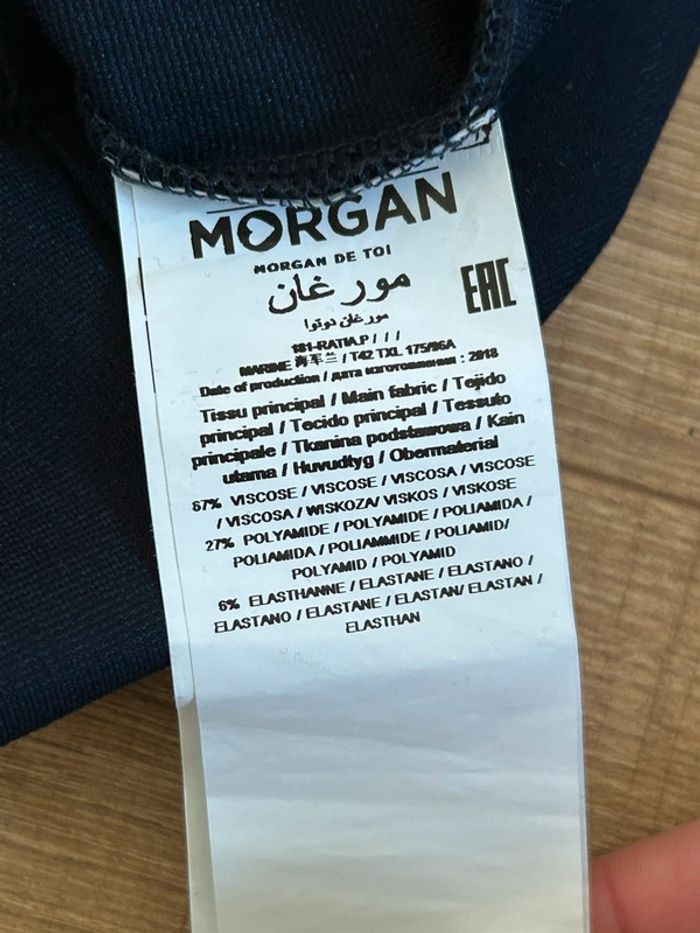 MORGAN
MORGAN DE TOI
مورغان
EAC
مورغان دوتوا
181-RATIA.P / / /
MARINE 海军兰 / T42 TXL 175/96A
Date of production / дата изготовления : 2018
Tissu principal / Main fabric / Tejido
principal / Tecido principal / Tessuto
principale / Tkanina podstawowa / Kain
utama / Huvudtyg / Obermaterial
67% VISCOSE / VISCOSE / VISCOSA / VISCOSE
/ VISCOSA / WISKOZA/ VISKOS / VISKOSE
27% POLYAMIDE / POLYAMIDE / POLIAMIDA /
POLIAMIDA / POLIAMMIDE / POLIAMID/
POLYAMID / POLYAMID
6% ELASTHANNE / ELASTANE / ELASTANO /
ELASTANO / ELASTANE / ELASTAN/ ELASTAN /
ELASTHAN